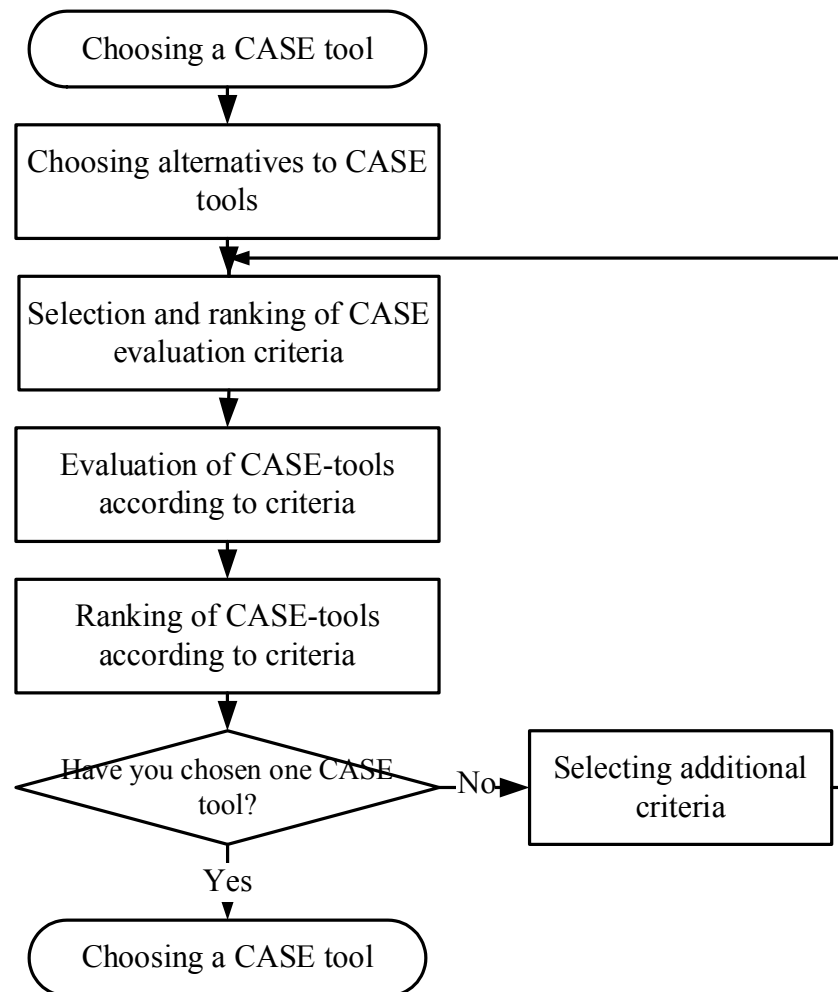 Choosing a CASE tool
Choosing alternatives to CASE
tools
Selection and ranking of CASE
evaluation criteria
Evaluation of CASE-tools
according to criteria
Ranking of CASE-tools
according to criteria
Have you chosen one CASE
tool?
No
Selecting additional
criteria
Yes
Choosing a CASE tool